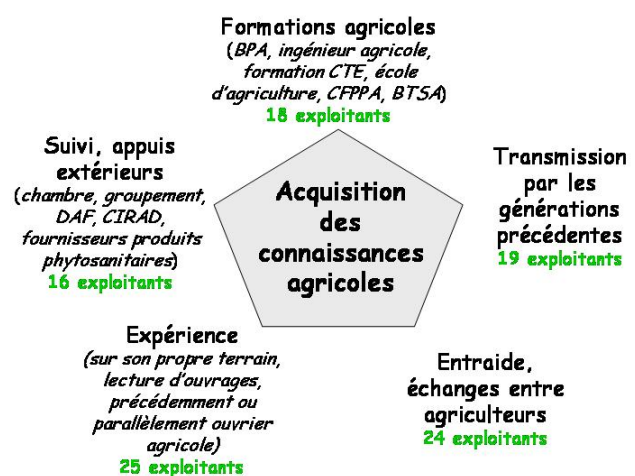 Formations agricoles
(BPA, ingénieur agricole,
formation CTE, école
d'agriculture, CFPPA, BTSA)
18 exploitants
Suivi, appuis
extérieurs
(chambre, groupement,
DAF, CIRAD,
fournisseurs produits
phytosanitaires)
16 exploitants
Acquisition
des
connaissances
agricoles
Transmission
par les
générations
précédentes
19 exploitants
Expérience
(sur son propre terrain,
lecture d'ouvrages,
précédemment ou
parallèlement ouvrier
agricole)
25 exploitants
Entraide,
échanges entre
agriculteurs
24 exploitants